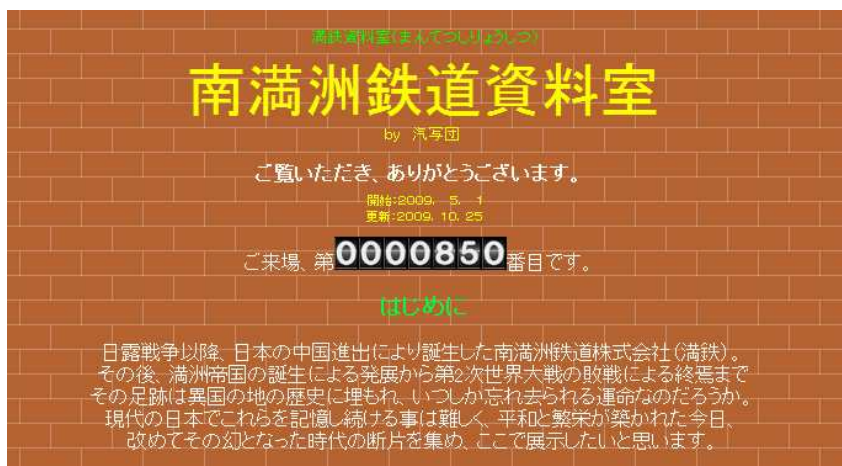 満鉄資料室(まんてつしりょうしつ)
南満洲鉄道資料室
by 汽写団
ご覧いただき、ありがとうございます。
開始:2009. 5. 1
更新:2009. 10. 25
ご来場、第0000850番目です。
はじめに
日露戦争以降、日本の中国進出により誕生した南満洲鉄道株式会社(満鉄)。
その後、満洲帝国の誕生による発展から第2次世界大戦の敗戦による終焉まで
その足跡は異国の地の歴史に埋もれ、いつしか忘れ去られる運命なのだろうか。
現代の日本でこれらを記憶し続ける事は難しく、平和と繁栄が築かれた今日、
改めてその幻となった時代の断片を集め、ここで展示したいと思います。